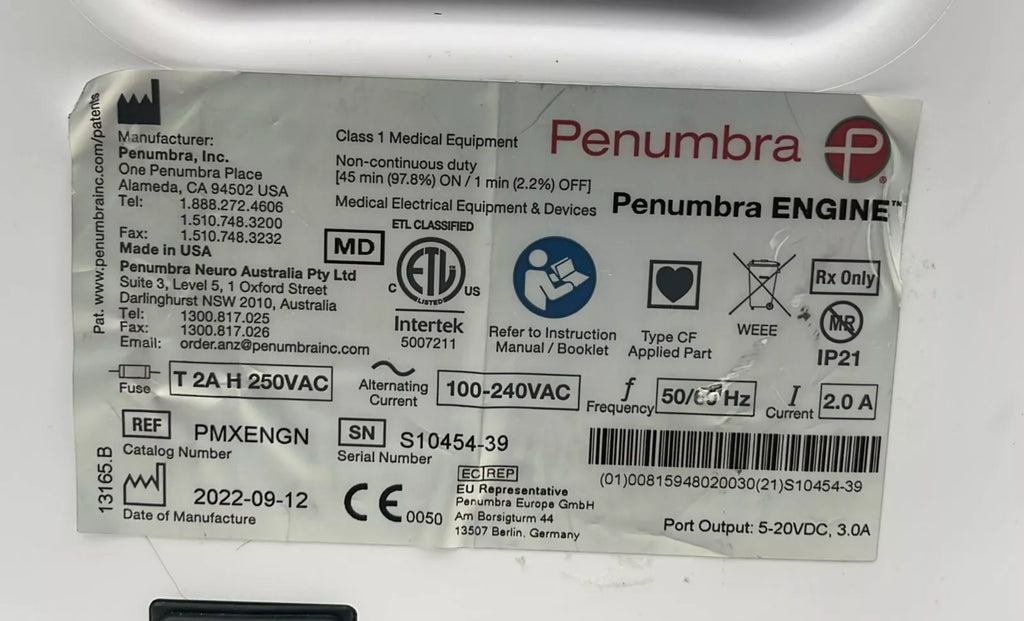 Pat. www.penumbrainc.com/patents
Manufacturer:
Penumbra, Inc.
One Penumbra Place
Alameda, CA 94502 USA
Tel: 1.888.272.4606
1.510.748.3200
Fax: 1.510.748.3232
Made in USA
Penumbra Neuro Australia Pty Ltd
Suite 3, Level 5, 1 Oxford Street
Darlinghurst NSW 2010, Australia
Tel: 1300.817.025
Fax: 1300.817.026
Email: order.anz@penumbrainc.com
Class 1 Medical Equipment
Non-continuous duty
[45 min (97.8%) ON / 1 min (2.2%) OFF]
Medical Electrical Equipment & Devices
Penumbra P ®
Penumbra ENGINE™
MD
ETL CLASSIFIED
C ETL US
LISTED
Intertek
5007211
Refer to Instruction
Manual / Booklet
Type CF
Applied Part
WEEE
Rx Only
MR
IP21
Fuse T 2A H 250VAC
Alternating
Current
100-240VAC
f
Frequency
50/60 Hz
I
Current
2.0 A
REF PMXENGN
Catalog Number
SN S10454-39
Serial Number
(01)00815948020030(21)S10454-39
13165.B
2022-09-12
Date of Manufacture
CE 0050
EC REP
EU Representative
Penumbra Europe GmbH
Am Borsigturm 44
13507 Berlin, Germany
Port Output: 5-20VDC, 3.0A